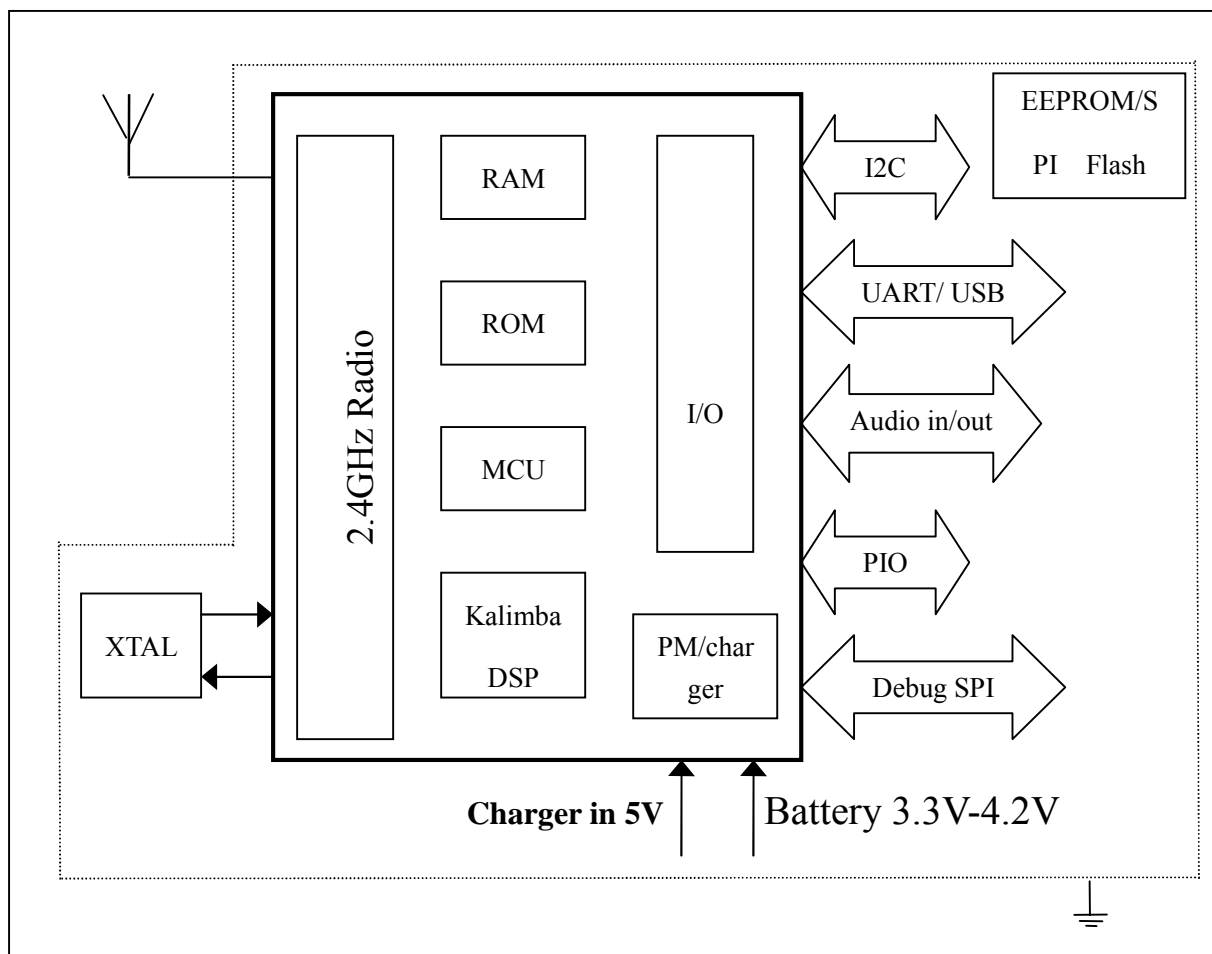 EEPROM/S
PI Flash
RAM
I2C
ROM
UART/ USB
2.4GHz Radio
I/O
Audio in/out
MCU
PIO
Kalimba
DSP
XTAL
PM/char
ger
Debug SPI
Charger in 5V
Battery 3.3V-4.2V